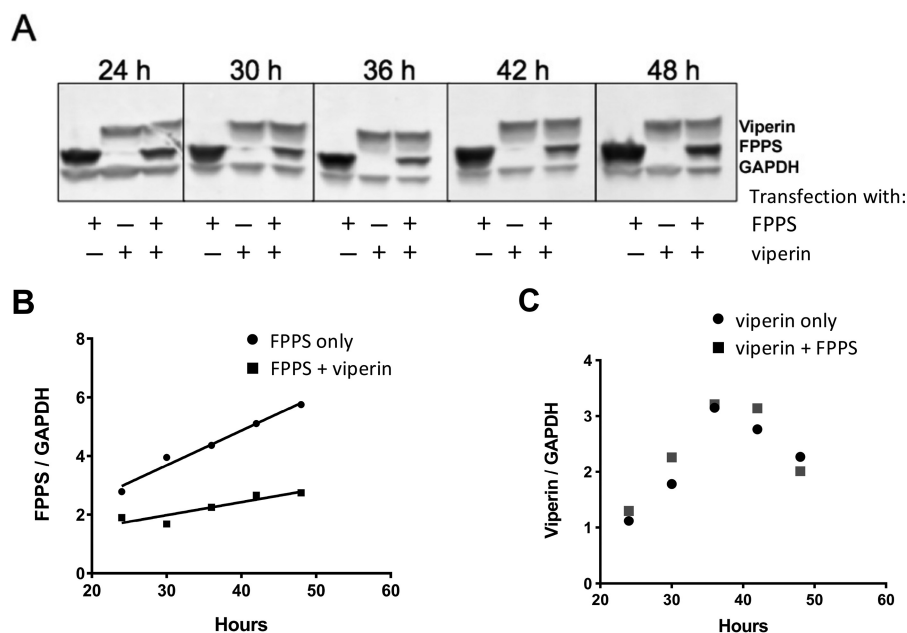 A
24 h 30 h 36 h 42 h 48 h
Viperin
FPPS
GAPDH
Transfection with:
+ − + + − + + − + + − + + − + FPPS
− + + − + + − + + − + + − + + viperin
B
FPPS only
FPPS + viperin
8
6
4
2
0
FPPS / GAPDH
20 30 40 50 60
Hours
C
viperin only
viperin + FPPS
4
3
2
1
0
Viperin / GAPDH
20 30 40 50 60
Hours